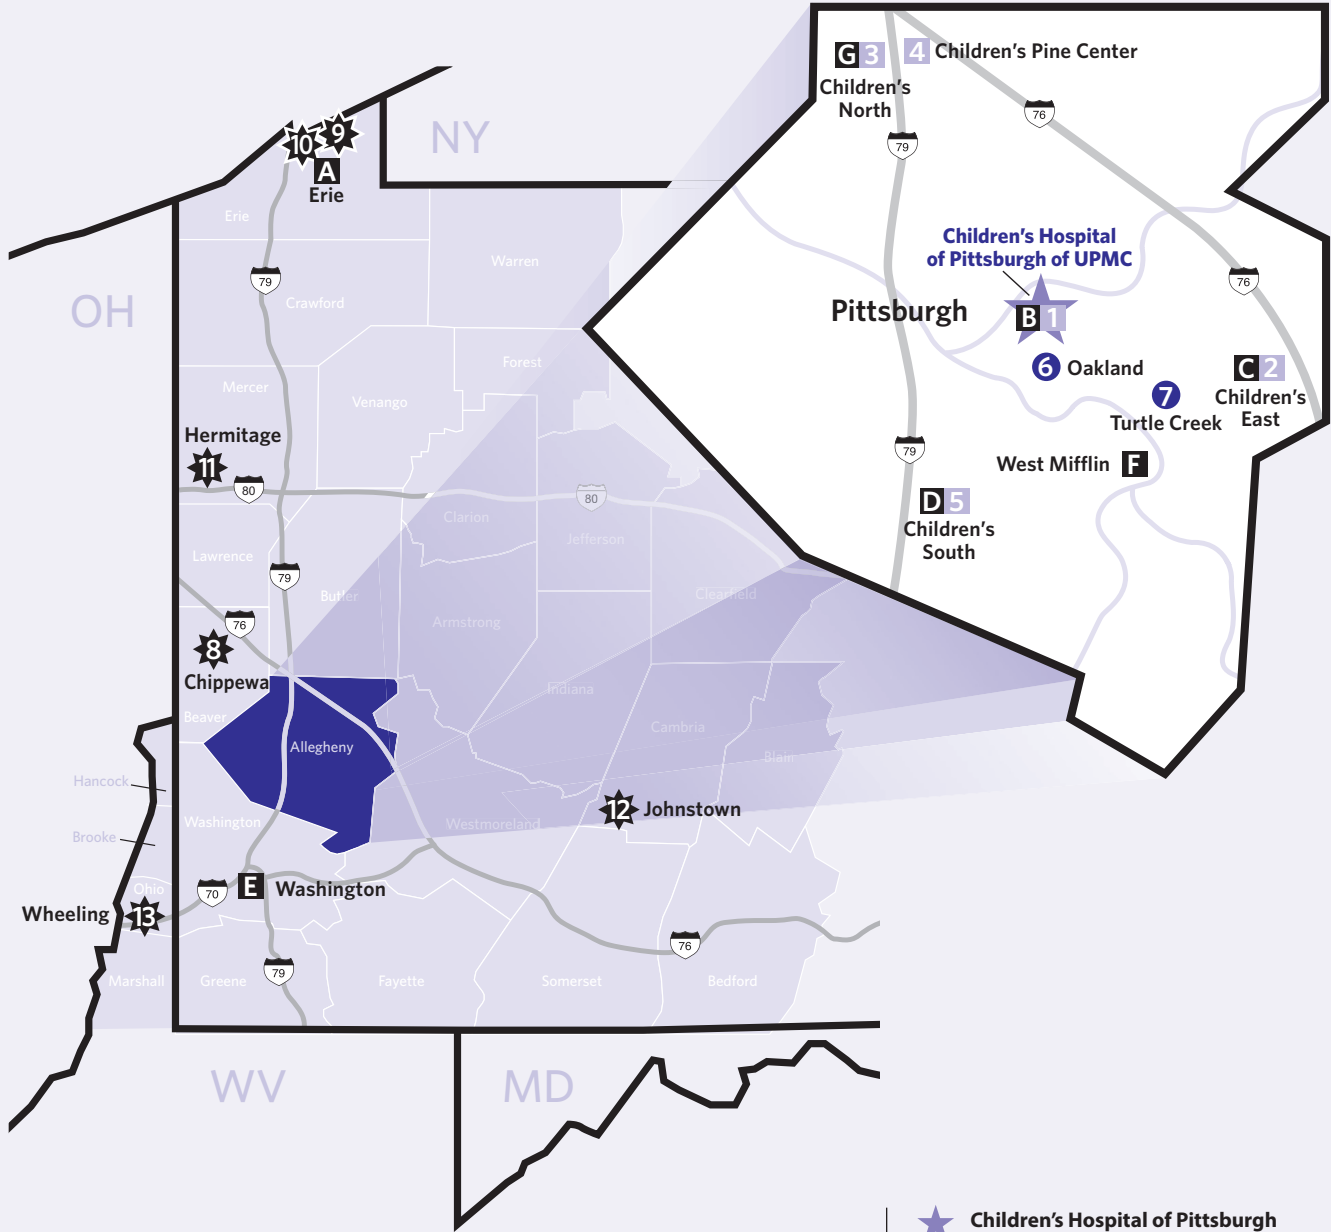 G 3
4 Children's Pine Center
Children's
North
76
79
NY
10
9
A
Erie
Erie
79
Warren
Crawford
OH
Children's Hospital
of Pittsburgh of UPMC
76
Pittsburgh
B 1
6 Oakland
7
Turtle Creek
C 2
Children's
East
Forest
Mercer
Venango
Hermitage
11
80
80
79
West Mifflin F
D 5
Children's
South
Clarion
Jefferson
Lawrence
79
Butler
Clearfield
76
Armstrong
8
Chippewa
Indiana
Beaver
Allegheny
Cambria
Blair
Hancock
12 Johnstown
Washington
Westmoreland
Brooke
Ohio
70
E Washington
Wheeling 13
76
79
Marshall
Greene
Fayette
Somerset
Bedford
WV
MD
Children's Hospital of Pittsburgh